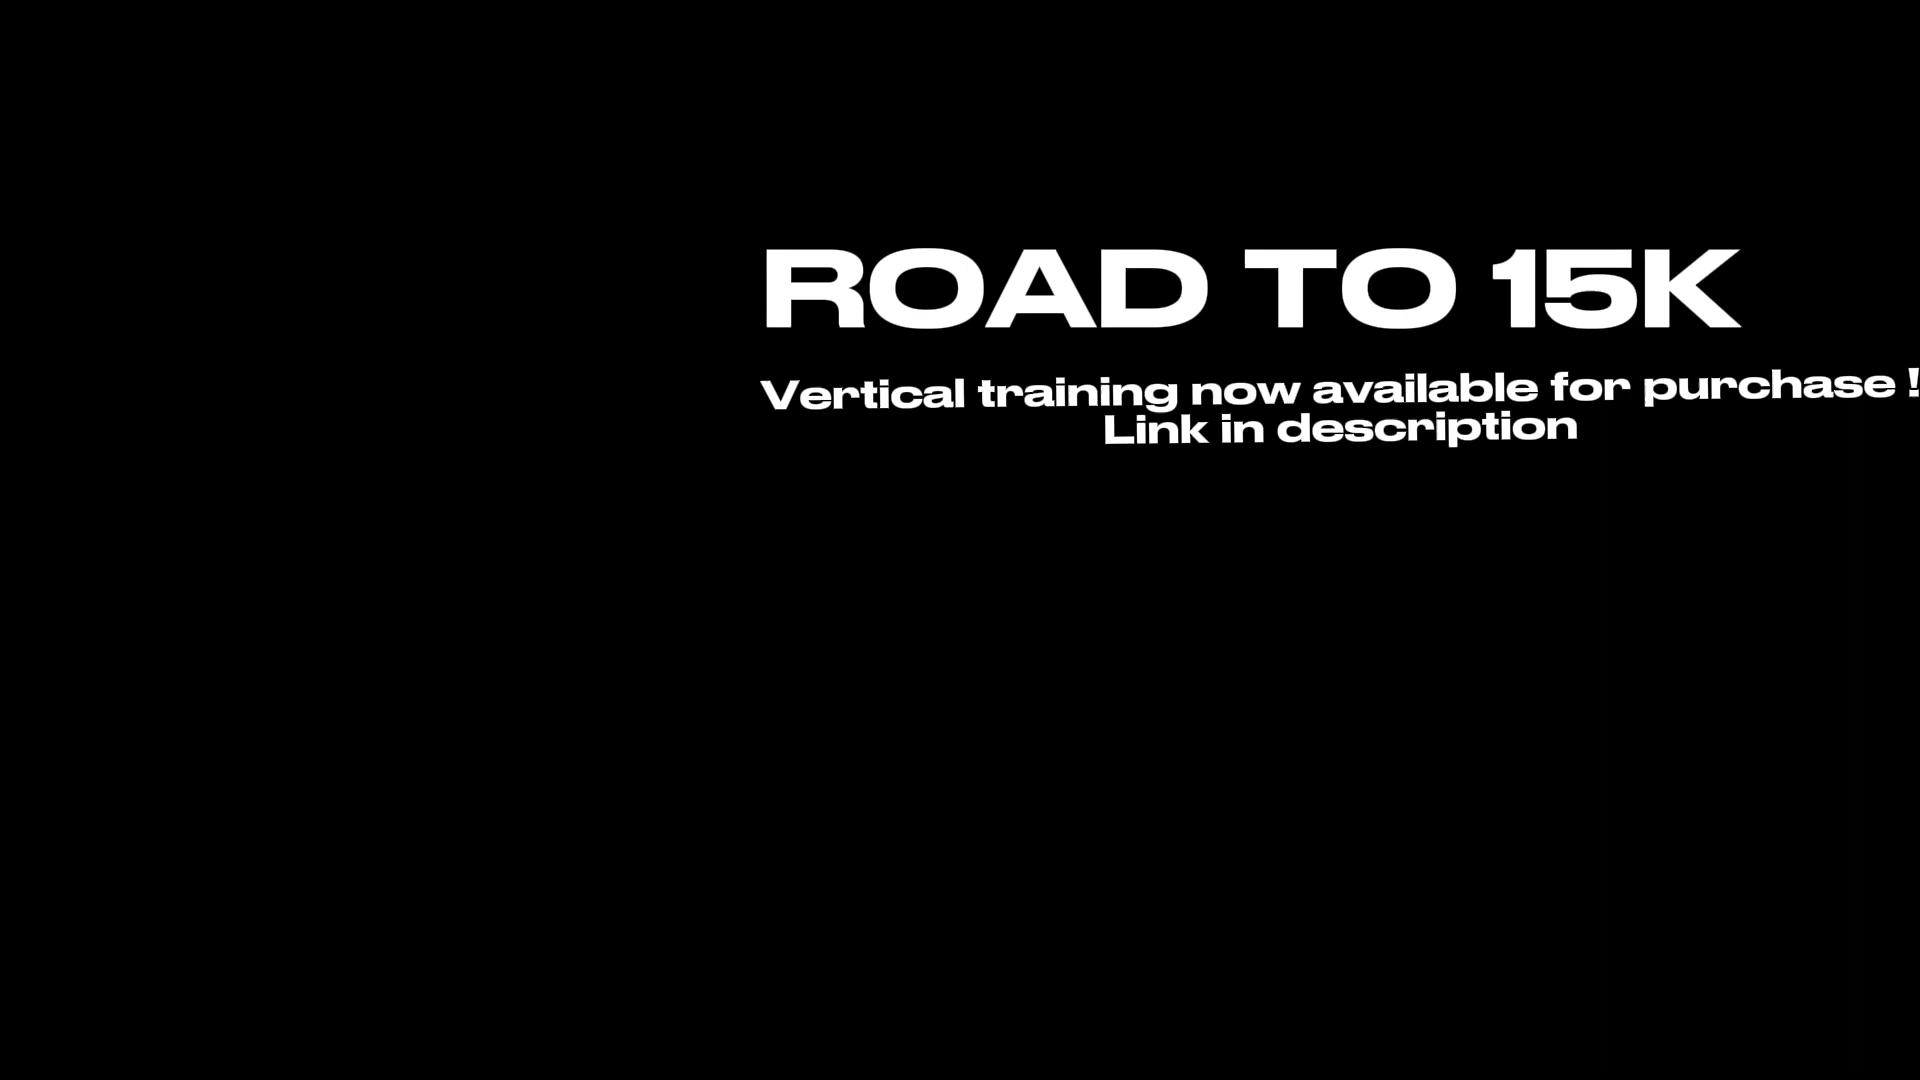 ROAD TO 15K
Vertical training now available for purchase !
Link in description